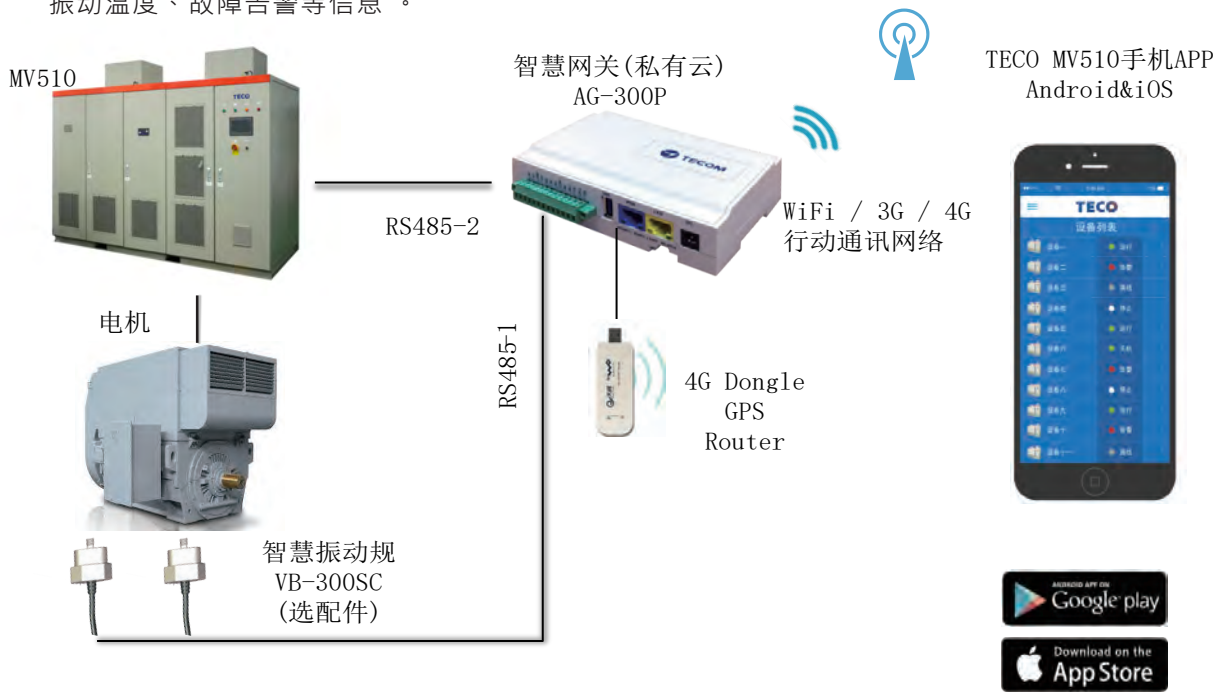 振动温度、故障告警等信息 。
MV510
TECO
智慧网关(私有云)
AG-300P
TECOM
TECO MV510手机APP
Android&iOS
RS485-2
WiFi / 3G / 4G
行动通讯网络
TECO
设备列表
电机
RS485-1
4G Dongle
GPS
Router
智慧振动规
VB-300SC
(选配件)
ANDROID APP ON
Google play
Download on the
App Store